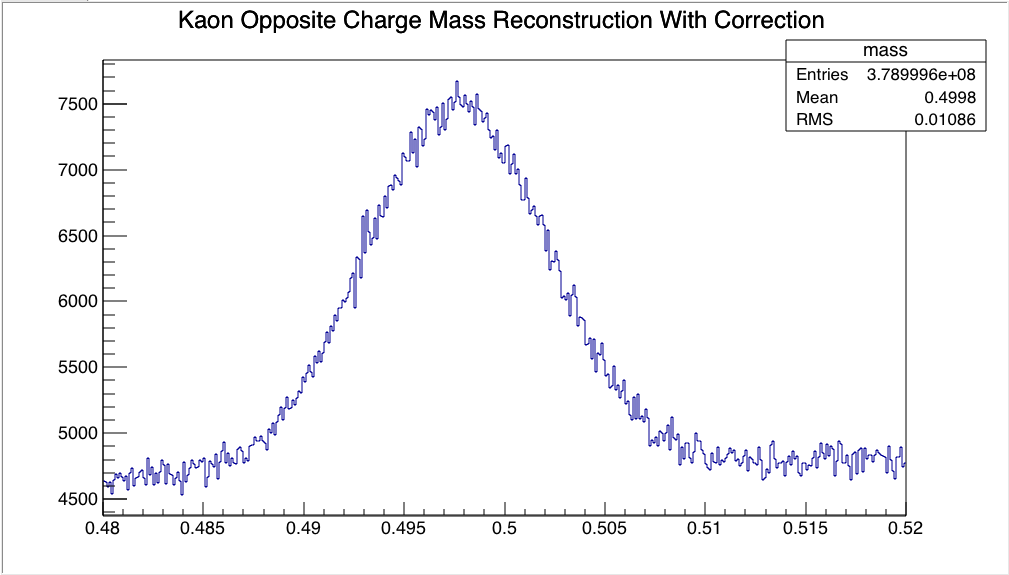 Kaon Opposite Charge Mass Reconstruction With Correction
mass
Entries 3.789996e+08
Mean 0.4998
RMS 0.01086
7500
7000
6500
6000
5500
5000
4500
0.48 0.485 0.49 0.495 0.5 0.505 0.51 0.515 0.52